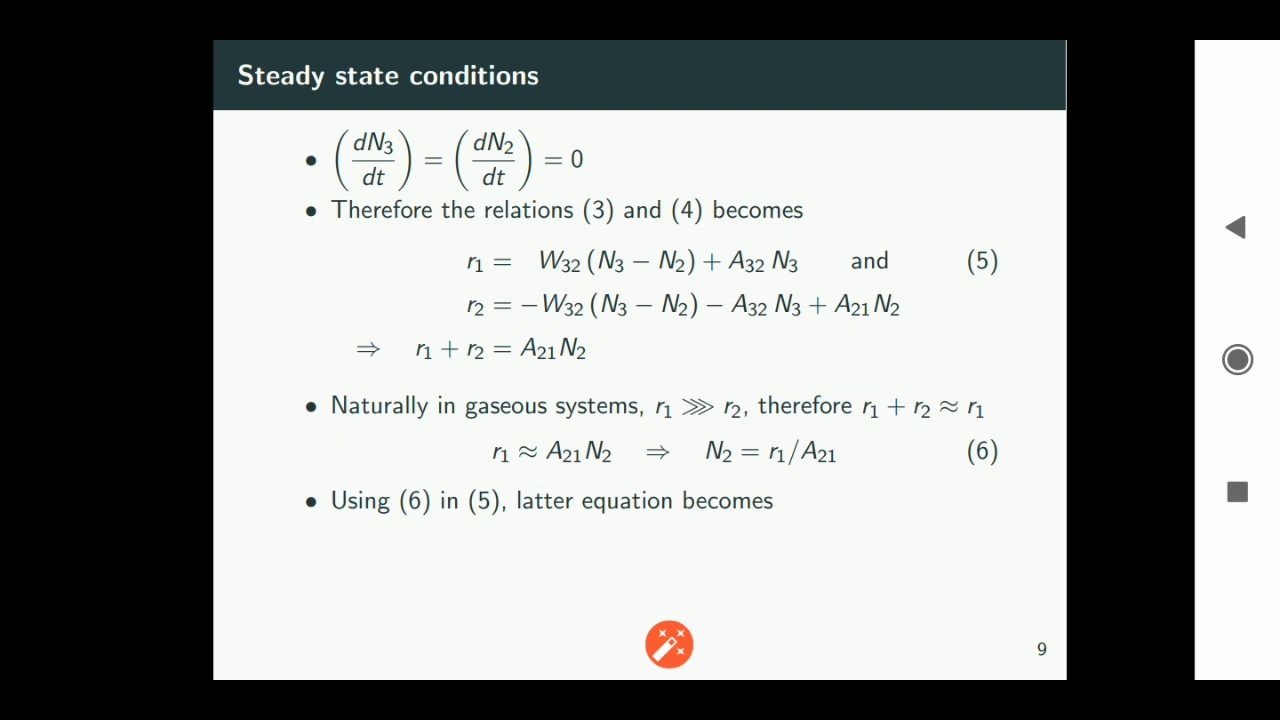 Steady state conditions
• (dN₃/dt) = (dN₂/dt) = 0
• Therefore the relations (3) and (4) becomes
r₁ = W₃₂ (N₃ − N₂) + A₃₂ N₃ and (5)
r₂ = −W₃₂ (N₃ − N₂) − A₃₂ N₃ + A₂₁N₂
⇒ r₁ + r₂ = A₂₁N₂
• Naturally in gaseous systems, r₁ ⋙ r₂, therefore r₁ + r₂ ≈ r₁
r₁ ≈ A₂₁N₂ ⇒ N₂ = r₁/A₂₁ (6)
• Using (6) in (5), latter equation becomes
9